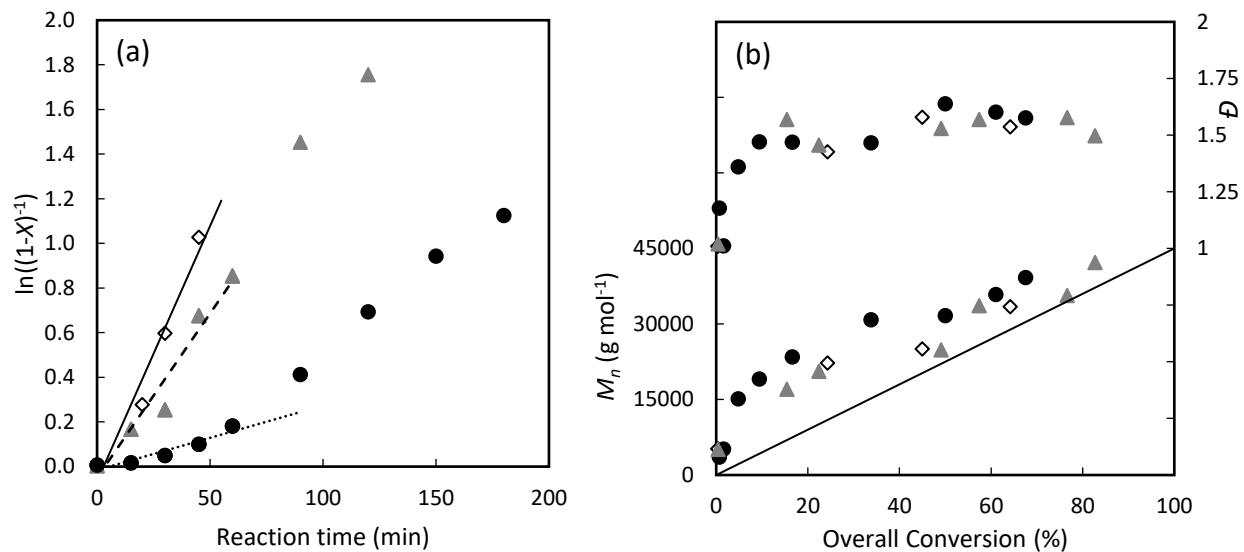 (a)
2.0
1.8
1.6
1.4
1.2
1.0
0.8
0.6
0.4
0.2
0.0
0 50 100 150 200
ln((1-X)⁻¹)
Reaction time (min)
(b)
2
1.75
1.5
1.25
1
Đ
45000
30000
15000
0
Mₙ (g mol⁻¹)
0 20 40 60 80 100
Overall Conversion (%)